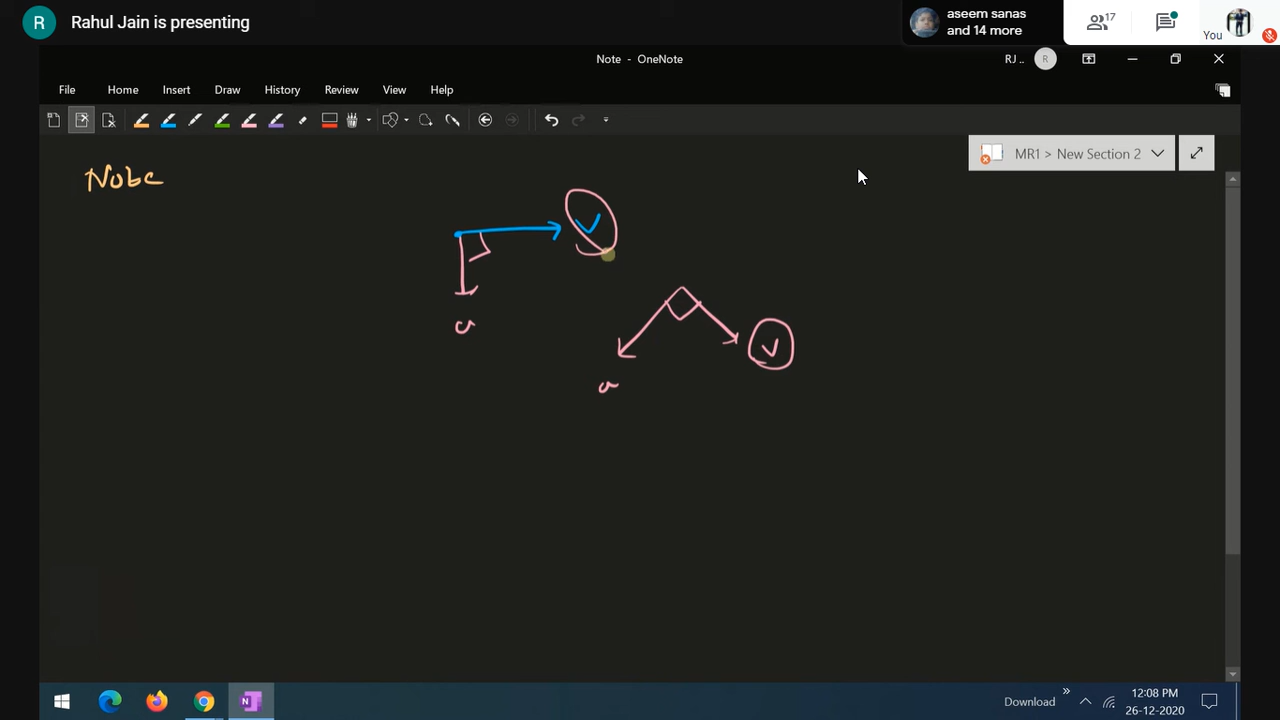 R Rahul Jain is presenting
aseem sanas
and 14 more
17
You
Note - OneNote
RJ ..
R
File Home Insert Draw History Review View Help
MR1 > New Section 2
v
a
v
a
Download
12:08 PM
26-12-2020